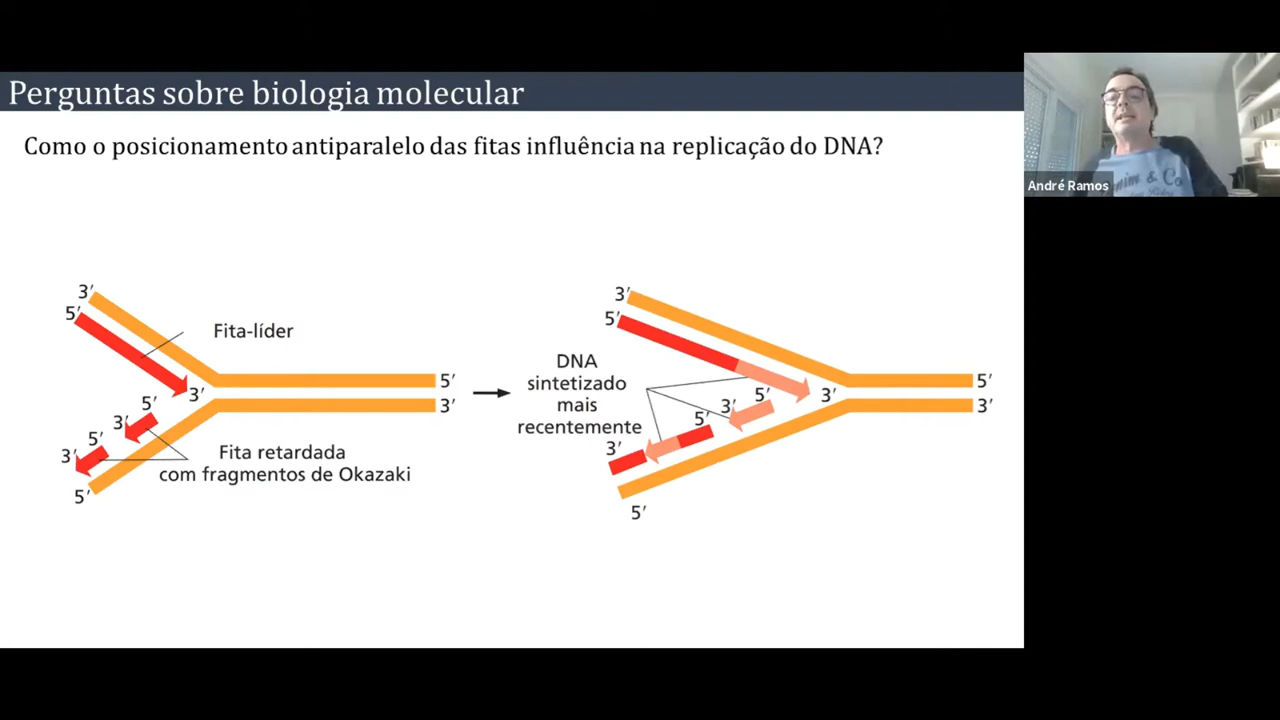 Perguntas sobre biologia molecular
Como o posicionamento antiparalelo das fitas influência na replicação do DNA?
André Ramos
& Co
3′
5′
Fita-líder
3′
5′
3′
5′
3′
5′
3′
5′
Fita retardada
com fragmentos de Okazaki
3′
5′
DNA
sintetizado
mais
recentemente
3′
5′
3′
5′
3′
5′
3′
5′